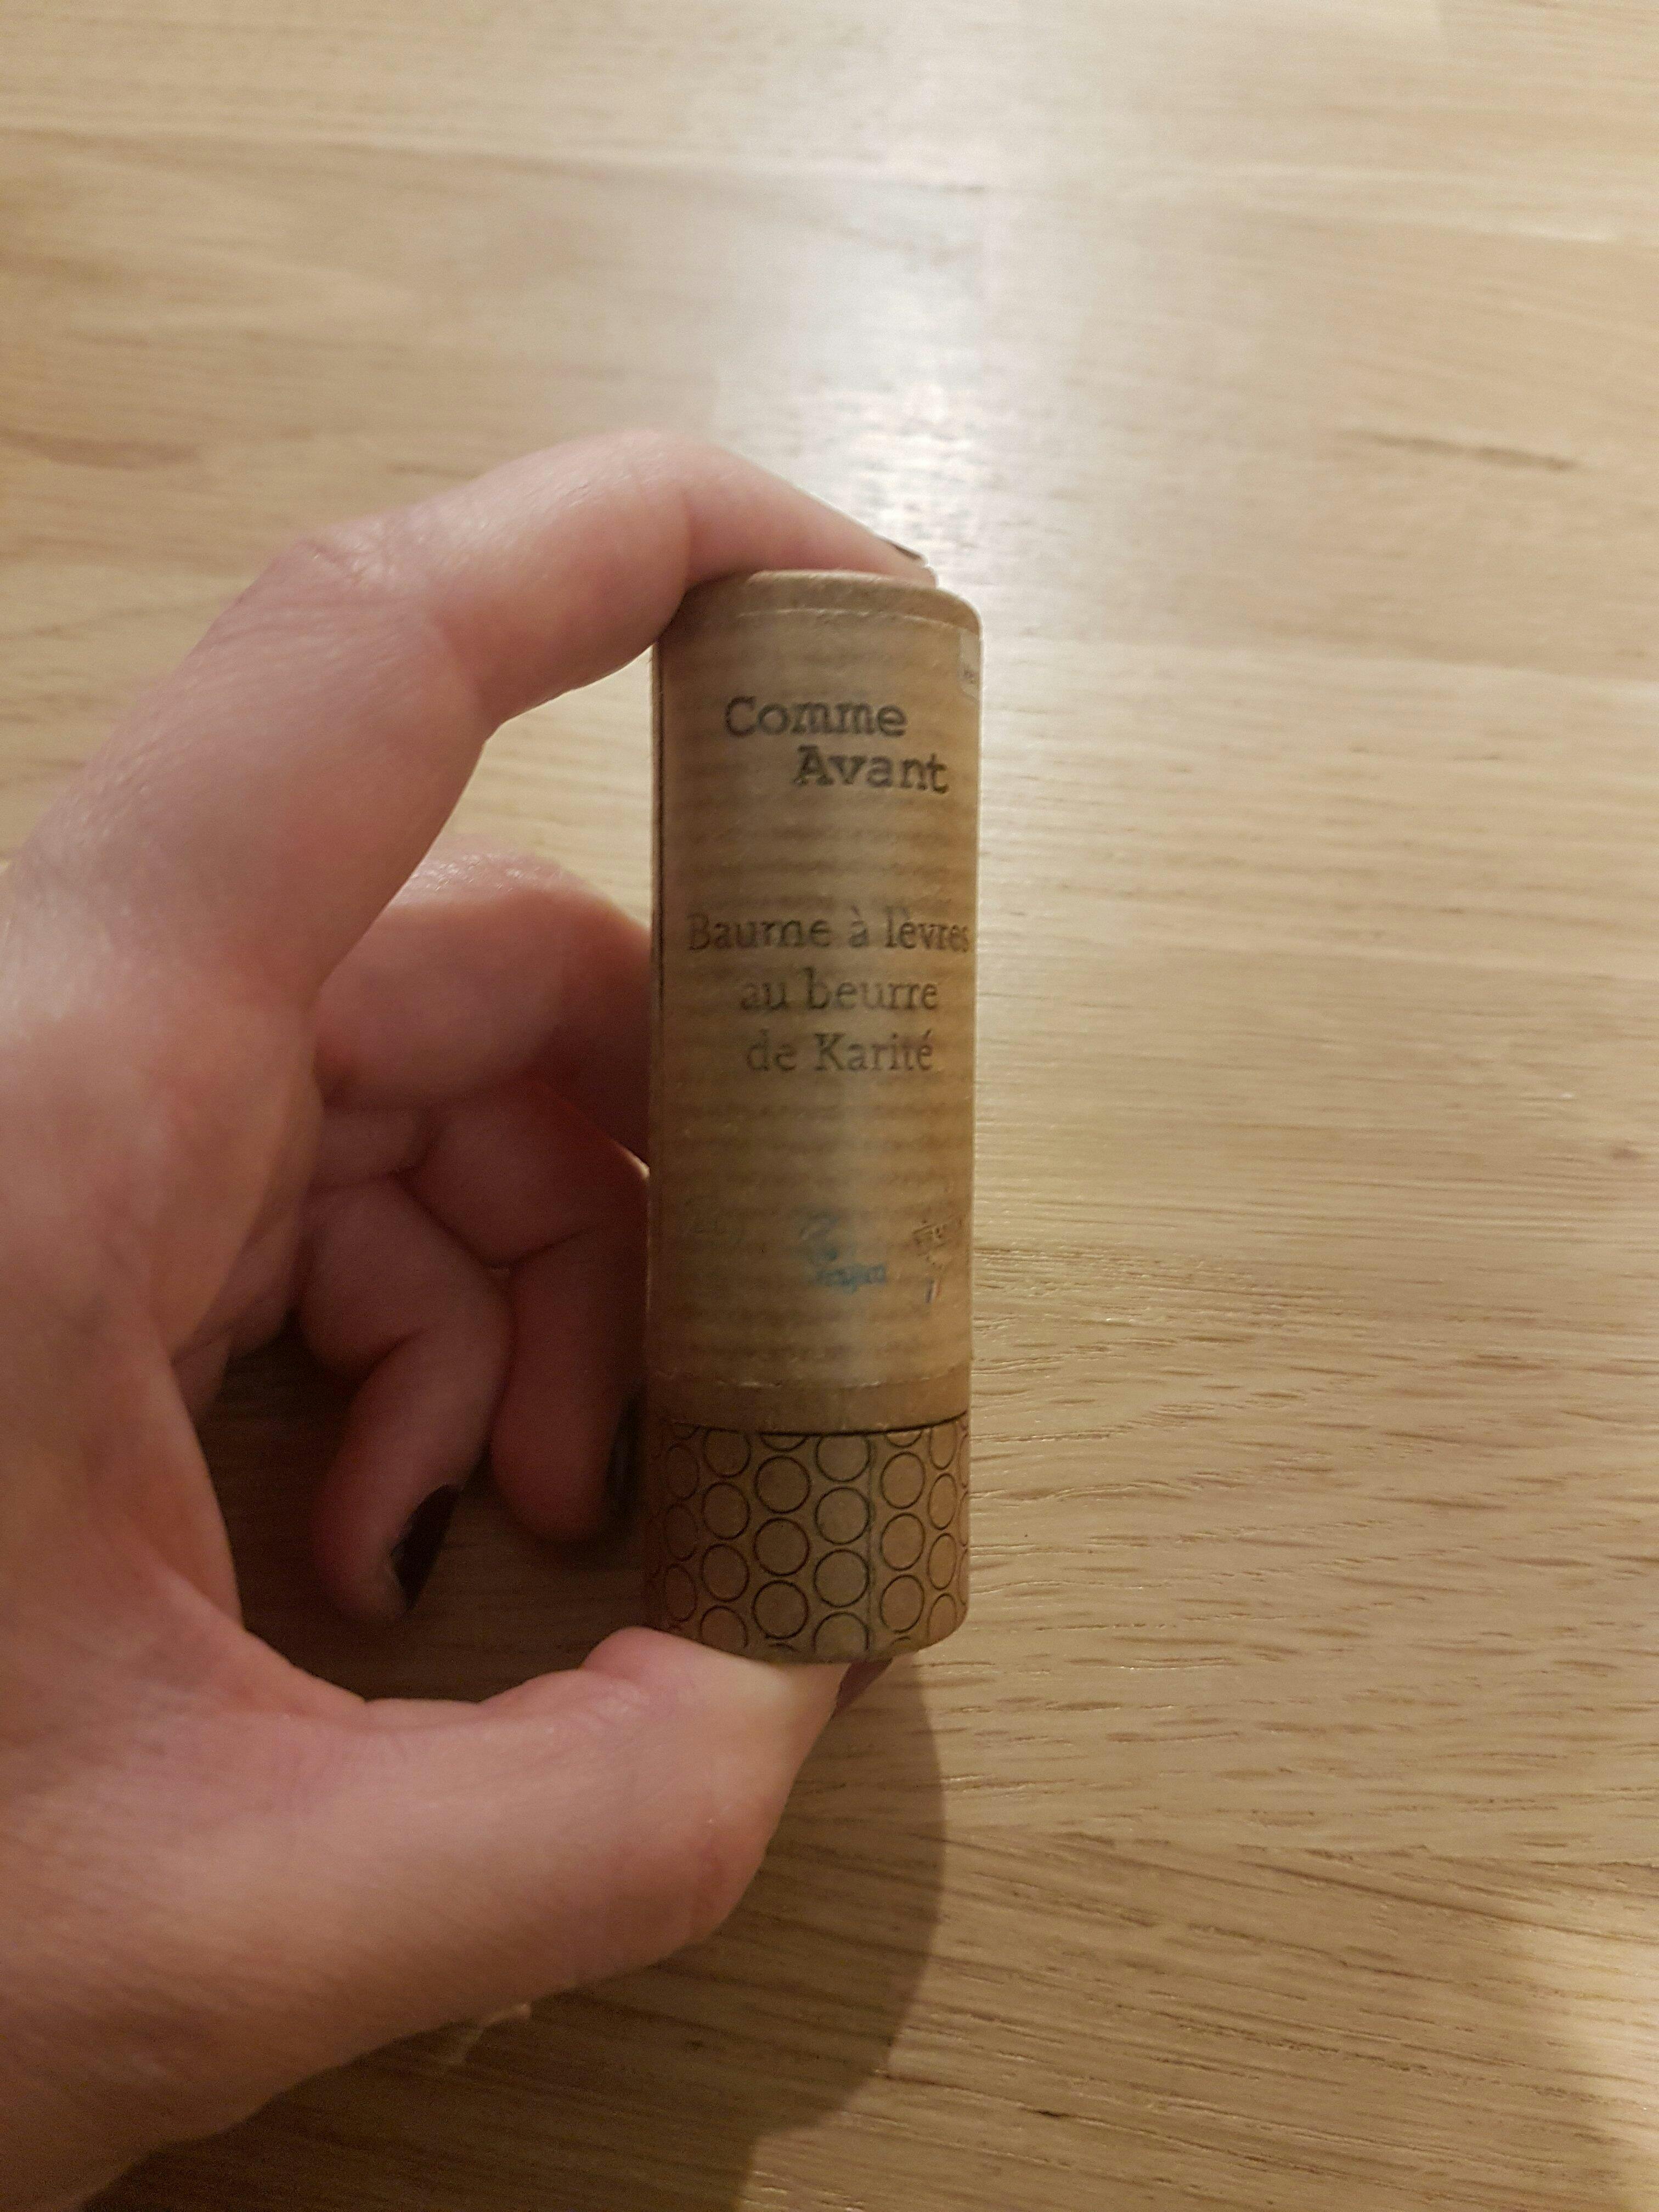 Comme
Avant
Baume à lèvres
au beurre
de Karité